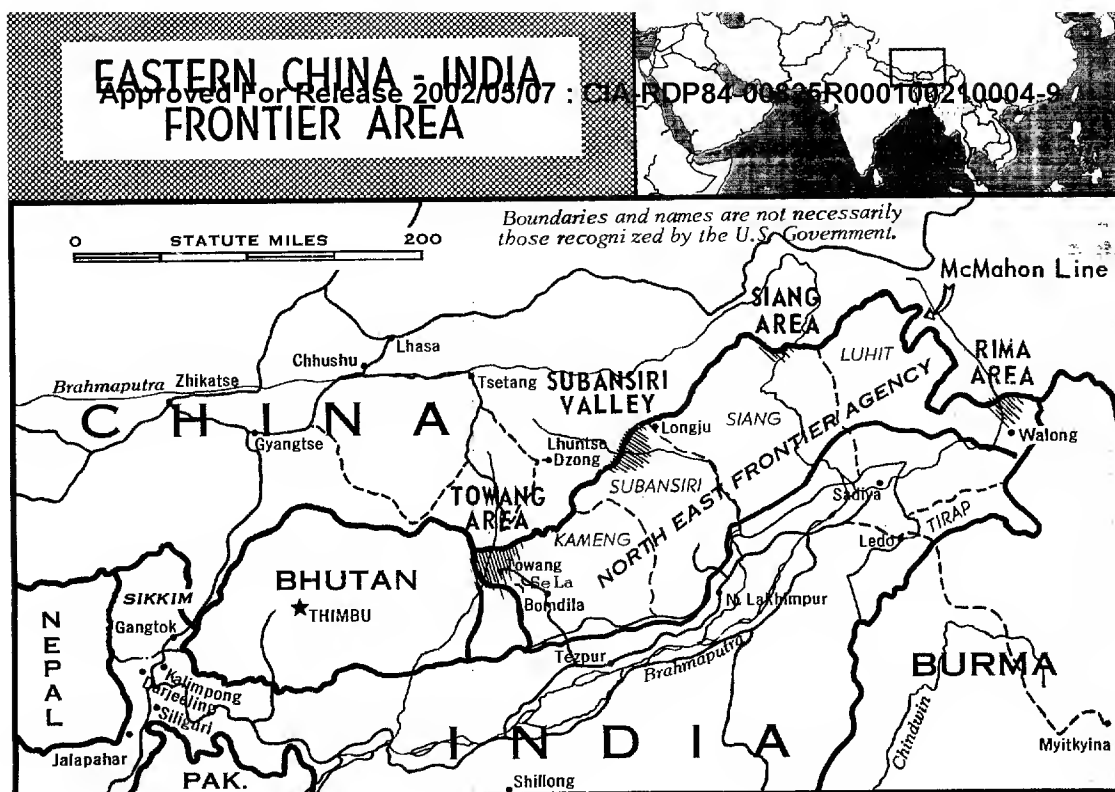 EASTERN CHINA - INDIA
Approved For Release 2002/05/07 : CIA-RDP84-00825R000100210004-9
FRONTIER AREA
Boundaries and names are not necessarily
those recognized by the U.S. Government.
0 STATUTE MILES 200
McMahon Line
SIANG
AREA
LUHIT
RIMA
AREA
Lhasa
Chhushu
Brahmaputra
Zhikatse
Tsetang
SUBANSIRI
VALLEY
CHINA
Gyangtse
Longju
SIANG
Walong
Lhuntse
Dzong
SUBANSIRI
NORTH EAST FRONTIER AGENCY
Sadiya
TOWANG
AREA
KAMENG
TIRAP
Ledo
Towang
Se La
Bomdila
BHUTAN
THIMBU
N. Lakhimpur
SIKKIM
Gangtok
NEPAL
Tezpur
Brahmaputra
BURMA
Kalimpong
Darjeeling
Siliguri
Chindwin
Myitkyina
INDIA
Jalapahar
PAK.
Shillong